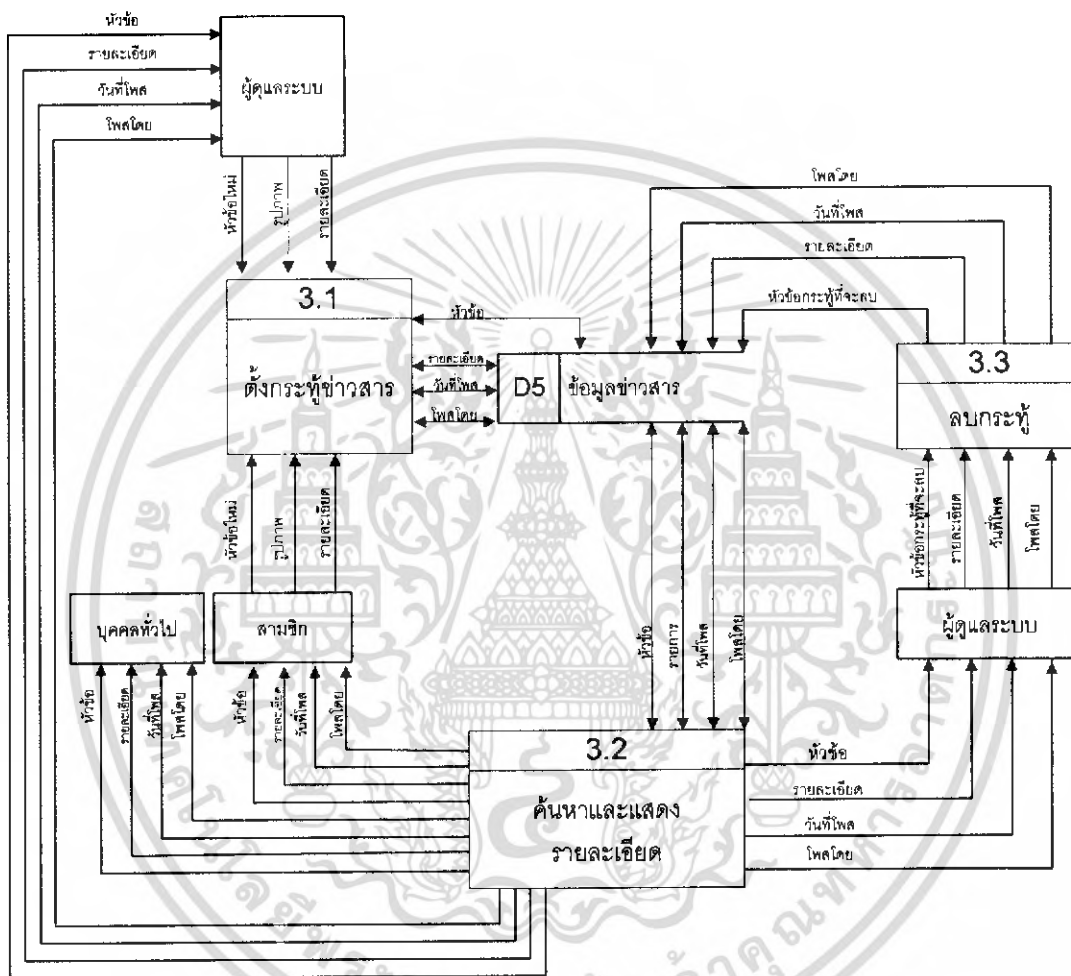 หัวข้อ
รายละเอียด
วันที่โพส
โพสโดย
ผู้ดูแลระบบ
หัวข้อใหม่
รูปภาพ
รายละเอียด
โพสโดย
วันที่โพส
รายละเอียด
หัวข้อกระทู้ที่จะลบ
3.1
ตั้งกระทู้ข่าวสาร
หัวข้อ
รายละเอียด
วันที่โพส
โพสโดย
D5
ข้อมูลข่าวสาร
3.3
ลบกระทู้
หัวข้อใหม่
รูปภาพ
รายละเอียด
หัวข้อกระทู้ที่จะลบ
รายละเอียด
วันที่โพส
โพสโดย
บุคคลทั่วไป
สามชิก
ผู้ดูแลระบบ
หัวข้อ
รายละเอียด
วันที่โพส
โพสโดย
หัวข้อ
รายละเอียด
วันที่โพส
โพสโดย
หัวข้อ
รายการ
วันที่โพส
โพสโดย
3.2
ค้นหาและแสดง
รายละเอียด
หัวข้อ
รายละเอียด
วันที่โพส
โพสโดย